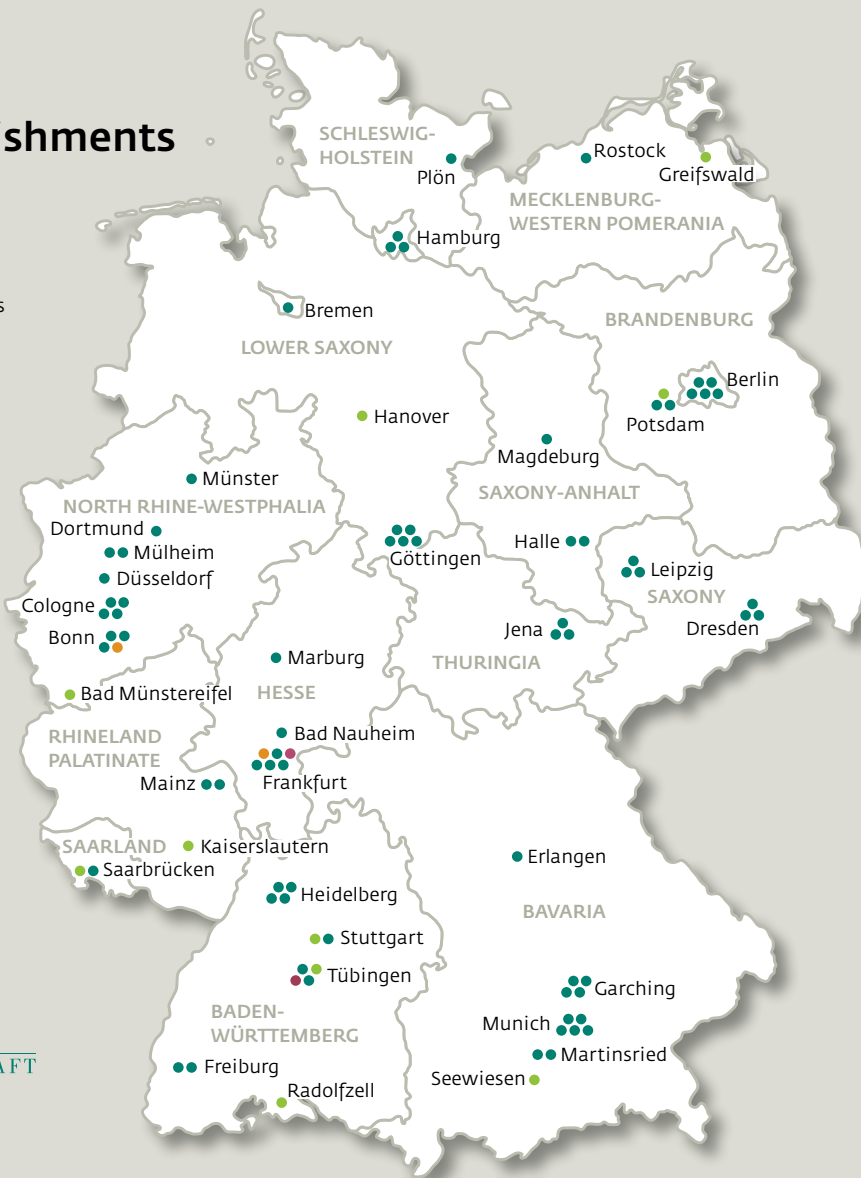 ishments
SCHLESWIG-
HOLSTEIN
Plön
Rostock
Greifswald
MECKLENBURG-
WESTERN POMERANIA
Hamburg
s
Bremen
LOWER SAXONY
BRANDENBURG
Berlin
Potsdam
Hanover
Magdeburg
Münster
SAXONY-ANHALT
NORTH RHINE-WESTPHALIA
Dortmund
Mülheim
Göttingen
Halle
Düsseldorf
Leipzig
SAXONY
Cologne
Bonn
Jena
Dresden
Marburg
THURINGIA
HESSE
Bad Münstereifel
RHINELAND
PALATINATE
Bad Nauheim
Mainz
Frankfurt
SAARLAND
Kaiserslautern
Saarbrücken
Erlangen
Heidelberg
BAVARIA
Stuttgart
Tübingen
Garching
BADEN-
WÜRTTEMBERG
Munich
Martinsried
AFT
Freiburg
Seewiesen
Radolfzell